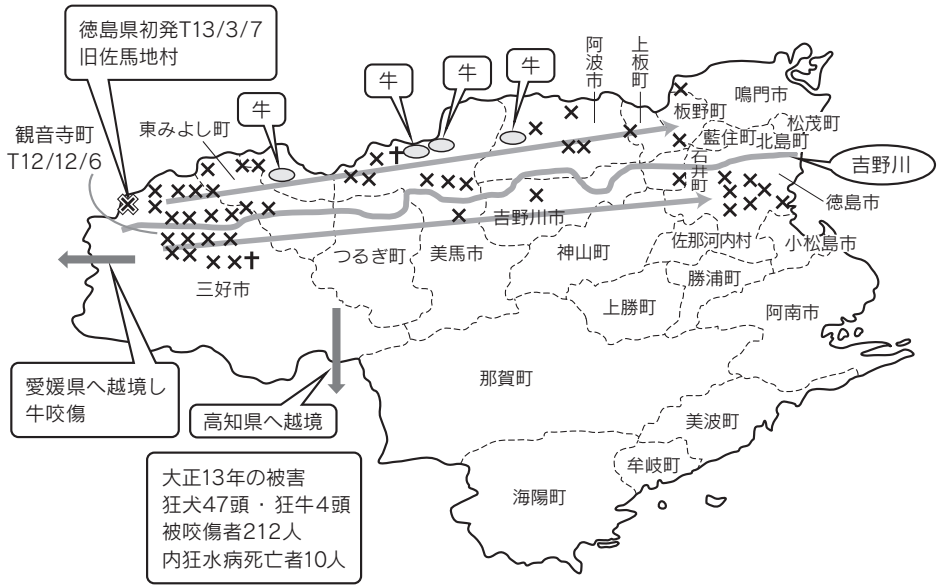 徳島県初発T13/3/7
旧佐馬地村
観音寺町
T12/12/6
東みよし町
牛
牛
牛
牛
阿波市
上板町
板野町
鳴門市
松茂町
藍住町
北島町
石井町
吉野川
徳島市
吉野川市
佐那河内村
小松島市
つるぎ町
美馬市
神山町
勝浦町
上勝町
阿南市
三好市
愛媛県へ越境し
牛咬傷
高知県へ越境
那賀町
美波町
牟岐町
海陽町
大正13年の被害
狂犬47頭・狂牛4頭
被咬傷者212人
内狂水病死亡者10人